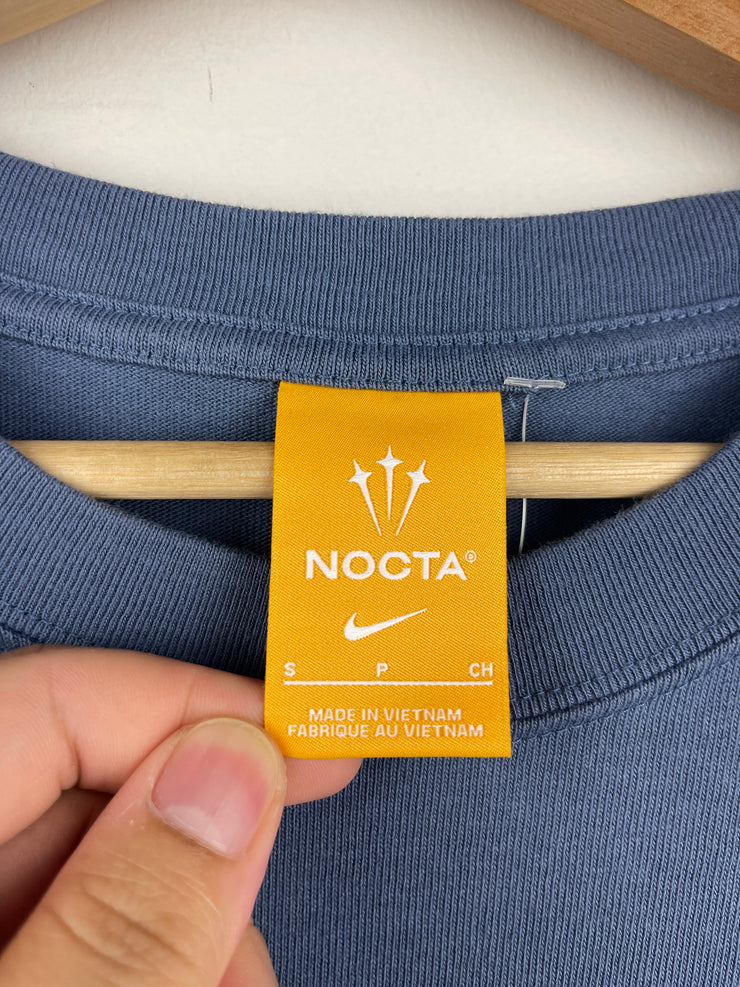 NOCTA®
S P CH
MADE IN VIETNAM
FABRIQUE AU VIETNAM